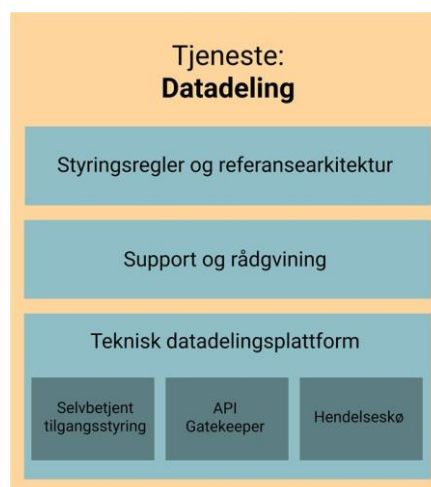 Tjeneste:
Datadeling
Styringsregler og referansearkitektur
Support og rådgvining
Teknisk datadelingsplattform
Selvbetjent
tilgangsstyring
API
Gatekeeper
Hendelseskø